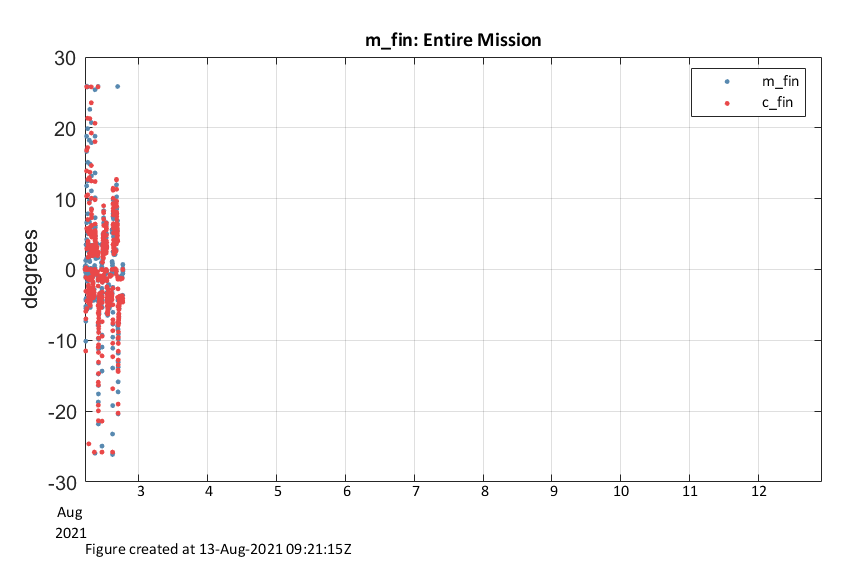 m_fin: Entire Mission
m_fin
c_fin
degrees
30
20
10
0
-10
-20
-30
3 4 5 6 7 8 9 10 11 12
Aug
2021
Figure created at 13-Aug-2021 09:21:15Z